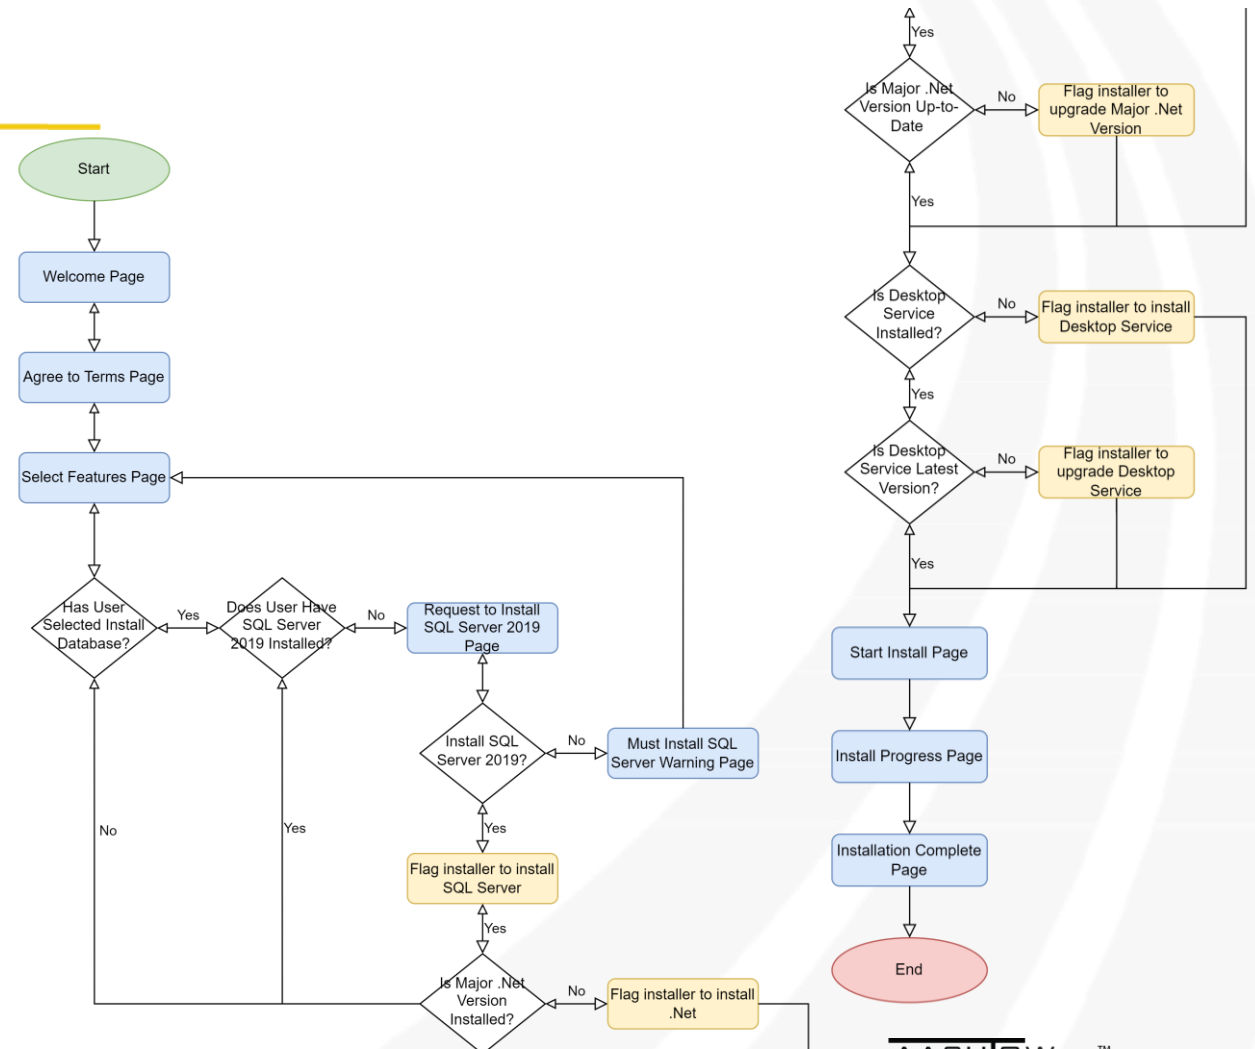 Start
Welcome Page
Agree to Terms Page
Select Features Page
Has User
Selected Install
Database?
Yes
Does User Have
SQL Server
2019 Installed?
No
Request to Install
SQL Server 2019
Page
Install SQL
Server 2019?
No
Must Install SQL
Server Warning Page
No
Yes
Yes
Flag installer to install
SQL Server
Yes
Is Major .Net
Version
Installed?
No
Flag installer to install
.Net
Yes
Is Major .Net
Version Up-to-
Date
No
Flag installer to
upgrade Major .Net
Version
Yes
Is Desktop
Service
Installed?
No
Flag installer to install
Desktop Service
Yes
Is Desktop
Service Latest
Version?
No
Flag installer to
upgrade Desktop
Service
Yes
Start Install Page
Install Progress Page
Installation Complete
Page
End
TM